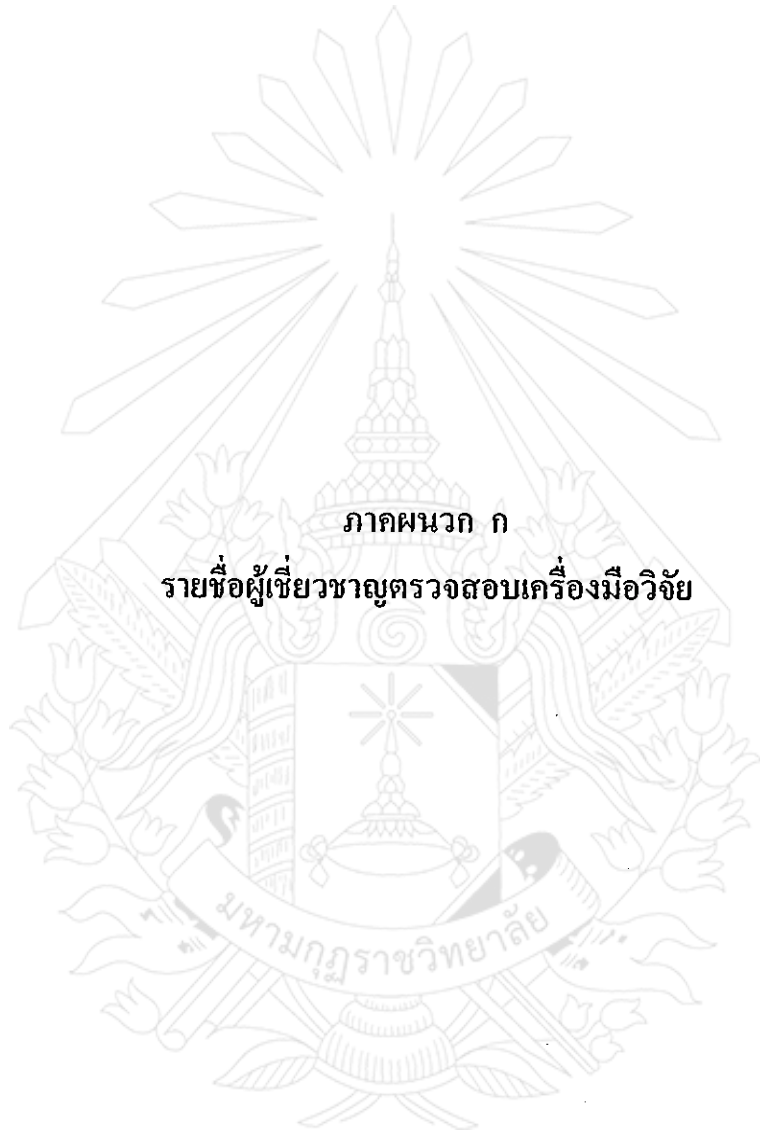 ภาคผนวก ก
รายชื่อผู้เชี่ยวชาญตรวจสอบเครื่องมือวิจัย
มหามกุฏราชวิทยาลัย